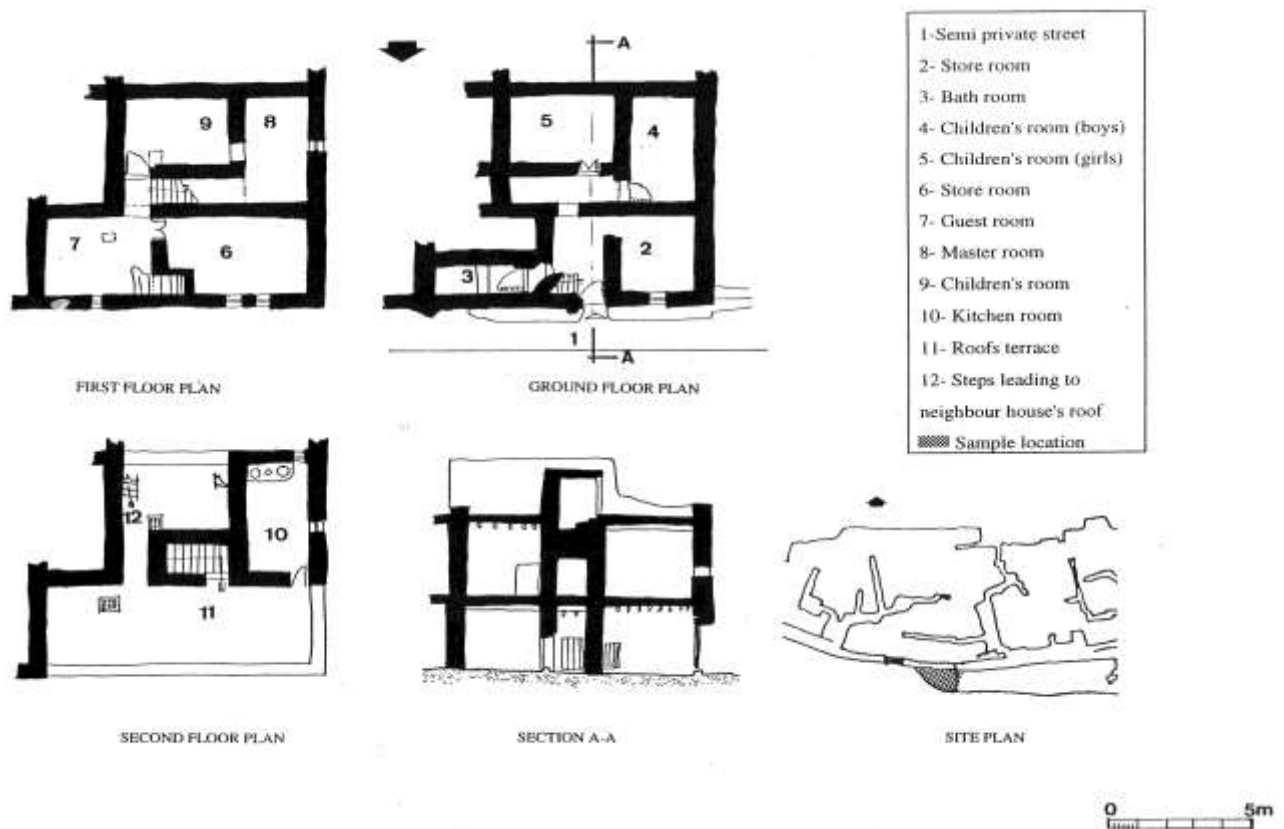 A
1-Semi private street
2- Store room
3- Bath room
4- Children's room (boys)
5- Children's room (girls)
6- Store room
7- Guest room
8- Master room
9- Children's room
10- Kitchen room
11- Roofs terrace
12- Steps leading to
neighbour house's roof
Sample location
9
8
7
6
FIRST FLOOR PLAN
5
4
2
3
1
A
GROUND FLOOR PLAN
12
10
11
SECOND FLOOR PLAN
SECTION A-A
SITE PLAN
0 5m